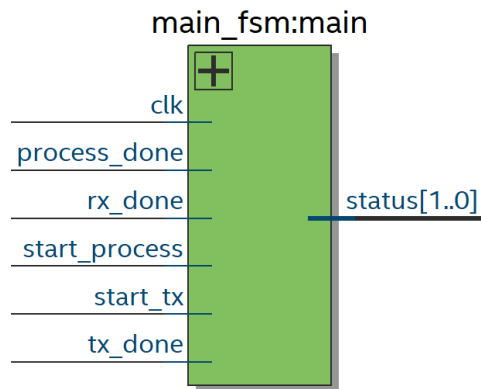 main_fsm:main
clk
process_done
rx_done
status[1..0]
start_process
start_tx
tx_done